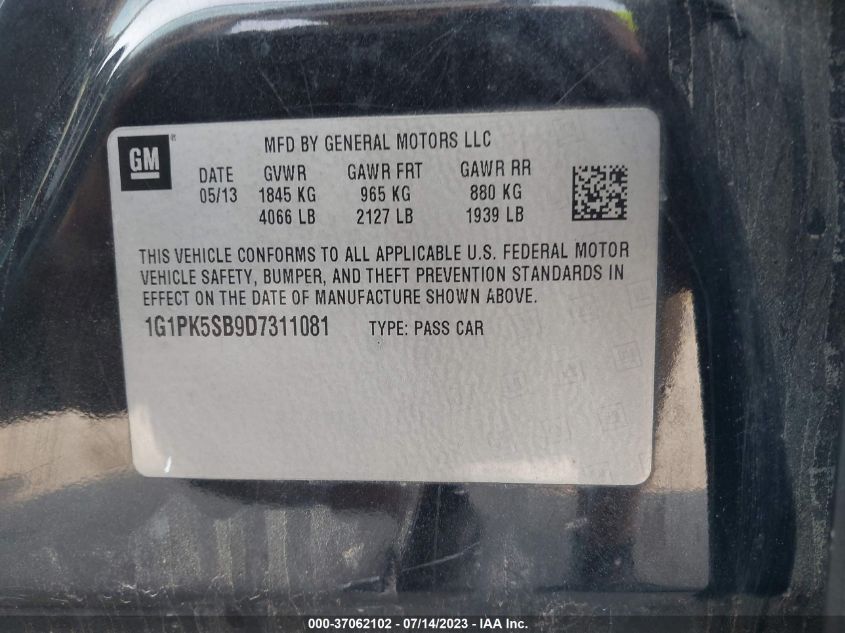 GM
MFD BY GENERAL MOTORS LLC
DATE GVWR GAWR FRT GAWR RR
05/13 1845 KG 965 KG 880 KG
4066 LB 2127 LB 1939 LB
THIS VEHICLE CONFORMS TO ALL APPLICABLE U.S. FEDERAL MOTOR
VEHICLE SAFETY, BUMPER, AND THEFT PREVENTION STANDARDS IN
EFFECT ON THE DATE OF MANUFACTURE SHOWN ABOVE.
1G1PK5SB9D7311081 TYPE: PASS CAR
000-37062102 - 07/14/2023 - © IAA, Inc.